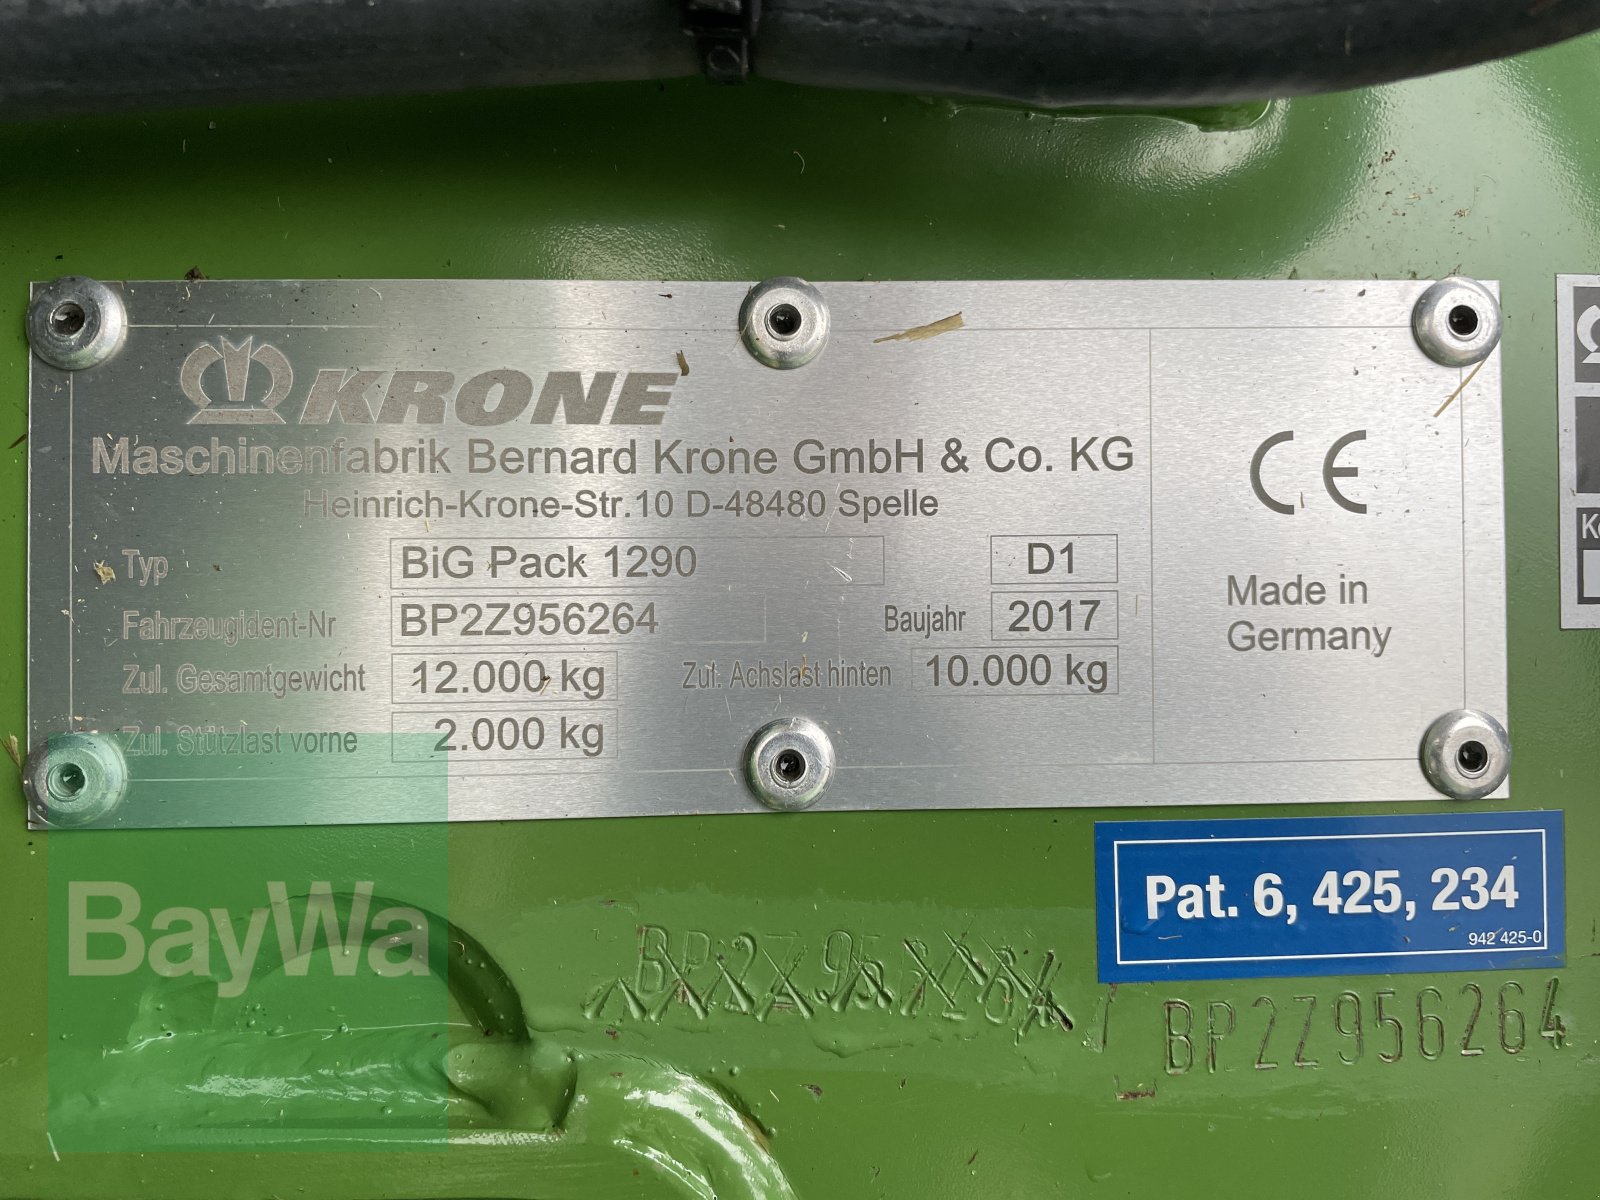 KRONE
Maschinenfabrik Bernard Krone GmbH & Co. KG
Heinrich-Krone-Str.10 D-48480 Spelle
Typ BiG Pack 1290 D1
Fahrzeugident-Nr BP2Z956264 Baujahr 2017
Zul. Gesamtgewicht 12.000 kg Zul. Achslast hinten 10.000 kg
Zul. Stützlast vorne 2.000 kg
CE
Made in
Germany
Pat. 6, 425, 234
942 425-0
BP2Z956264
BayWa